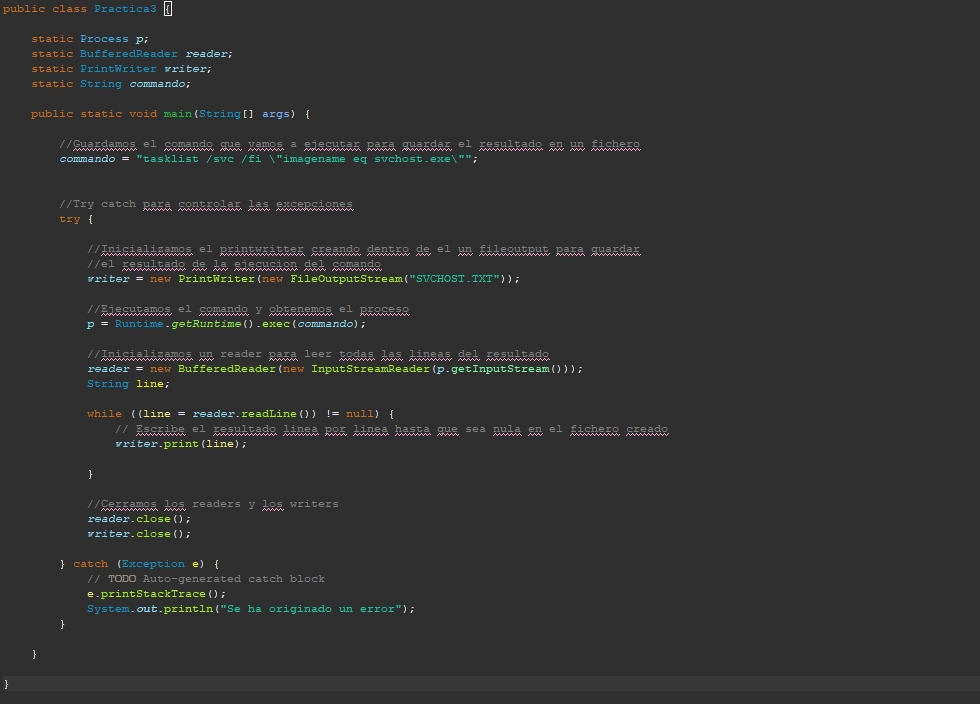 public class Practica3 {
static Process p;
static BufferedReader reader;
static PrintWriter writer;
static String commando;
public static void main(String[] args) {
//Guardamos el comando que vamos a ejecutar para guardar el resultado en un fichero
commando = "tasklist /svc /fi \"imagename eq svchost.exe\"";
//Try catch para controlar las excepciones
try {
//Inicializamos el printwritter creando dentro de el un fileoutput para guardar
//el resultado de la ejecucion del comando
writer = new PrintWriter(new FileOutputStream("SVCHOST.TXT"));
//Ejecutamos el comando y obtenemos el proceso
p = Runtime.getRuntime().exec(commando);
//Inicializamos un reader para leer todas las lineas del resultado
reader = new BufferedReader(new InputStreamReader(p.getInputStream()));
String line;
while ((line = reader.readLine()) != null) {
// Escribe el resultado linea por linea hasta que sea nula en el fichero creado
writer.print(line);
}
//Cerramos los readers y los writers
reader.close();
writer.close();
} catch (Exception e) {
// TODO Auto-generated catch block
e.printStackTrace();
System.out.println("Se ha originado un error");
}
}
}